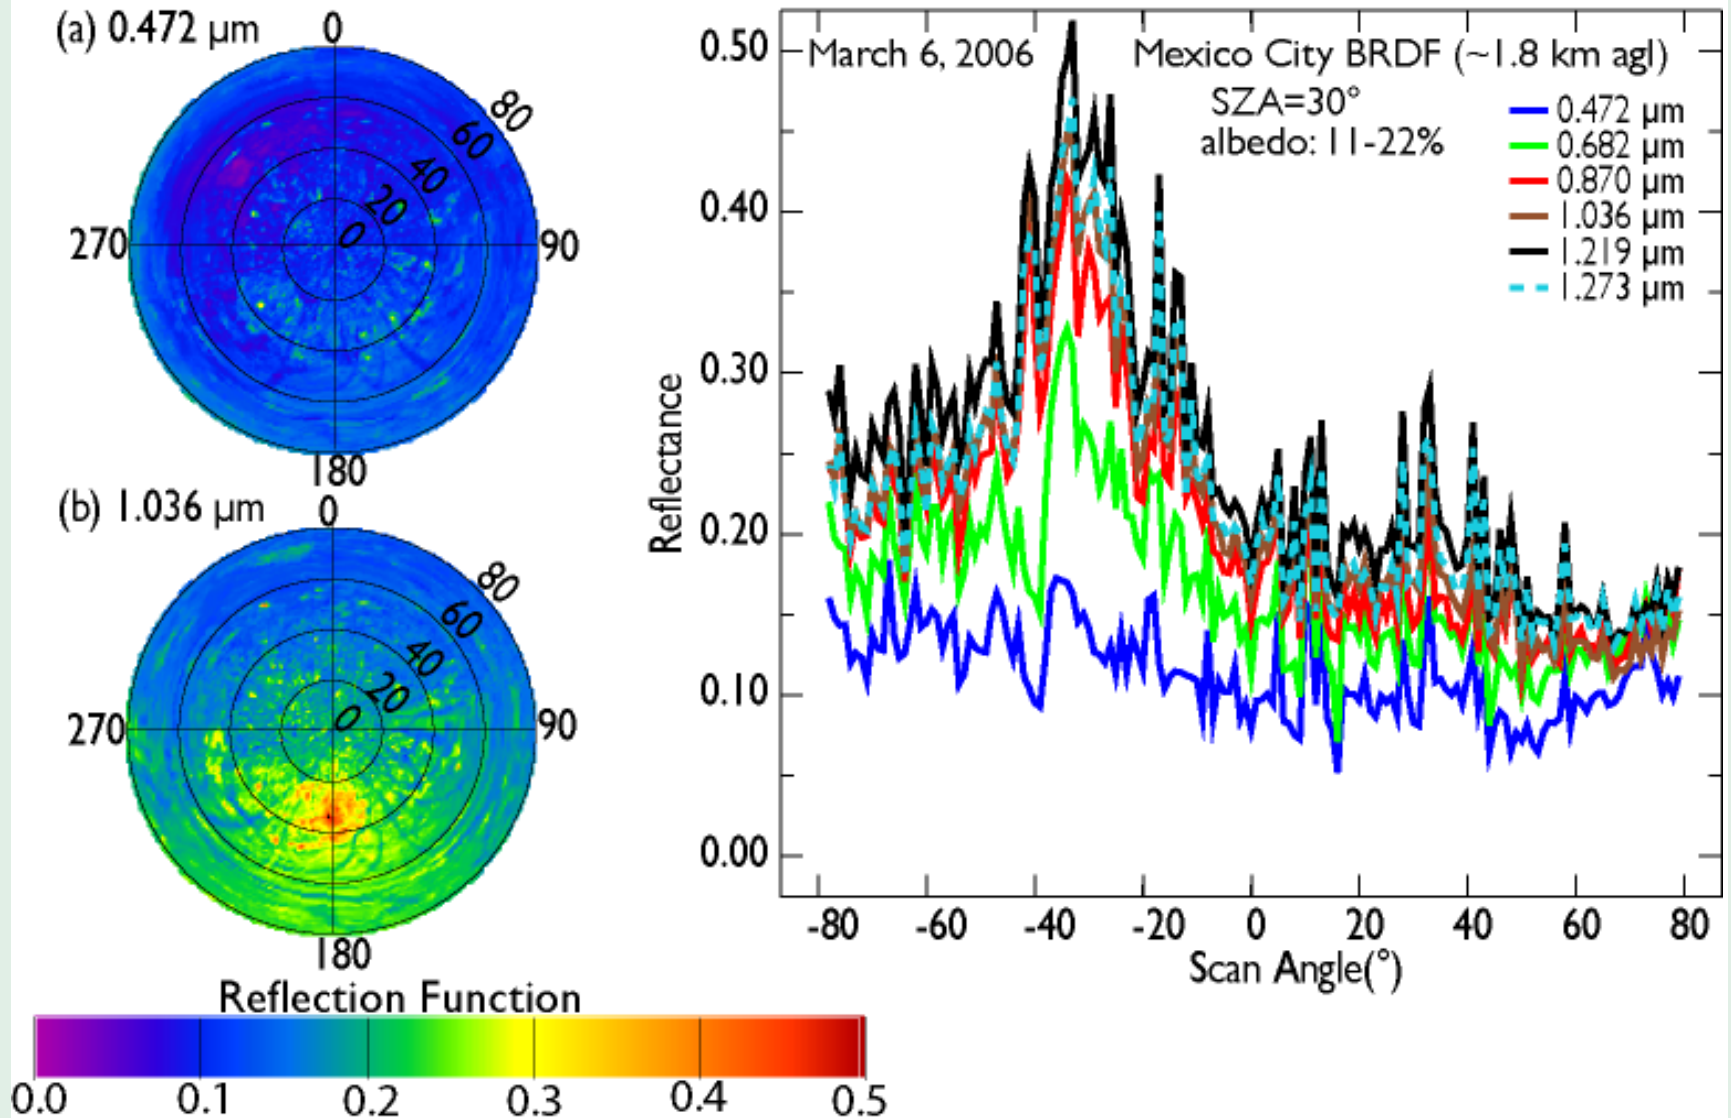 (a) 0.472 µm
0
80
60
40
20
0
270
90
180
(b) 1.036 µm
0
80
60
40
20
0
270
90
180
Reflection Function
0.0 0.1 0.2 0.3 0.4 0.5
March 6, 2006
Mexico City BRDF (~1.8 km agl)
SZA=30°
albedo: 11-22%
0.472 µm
0.682 µm
0.870 µm
1.036 µm
1.219 µm
1.273 µm
Reflectance
0.50
0.40
0.30
0.20
0.10
0.00
-80 -60 -40 -20 0 20 40 60 80
Scan Angle(°)